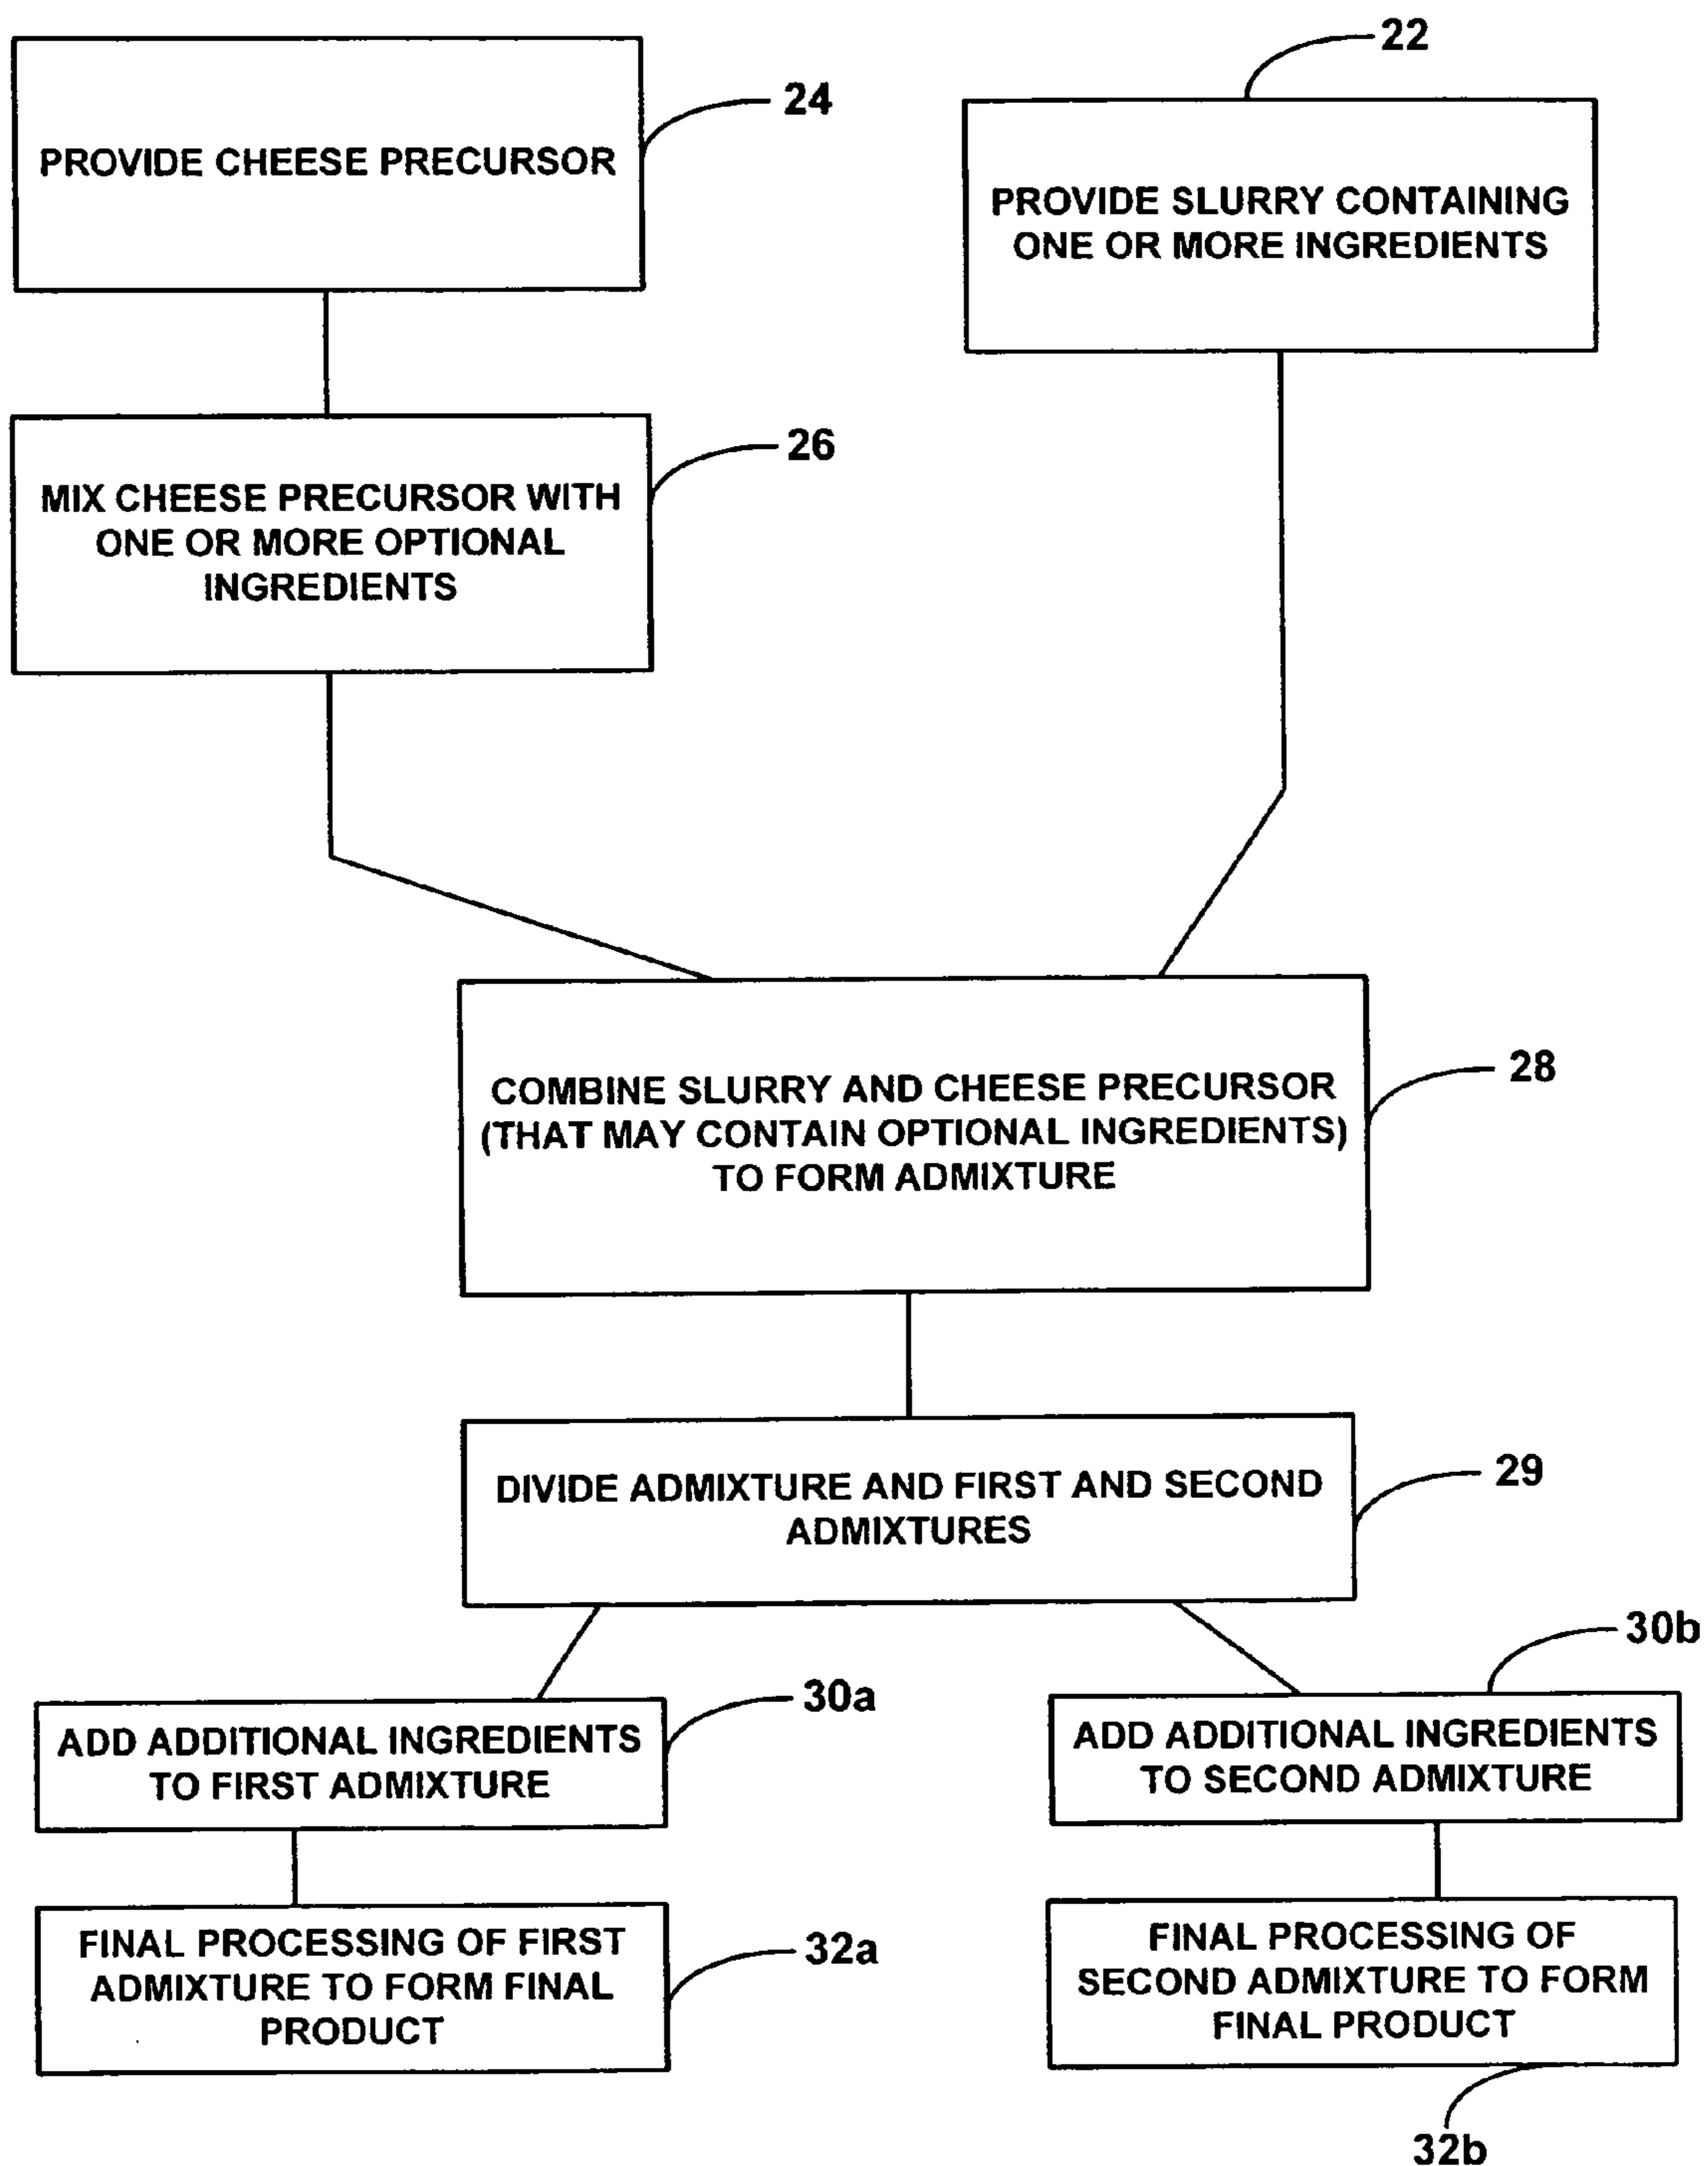 22
24
PROVIDE CHEESE PRECURSOR
PROVIDE SLURRY CONTAINING
ONE OR MORE INGREDIENTS
26
MIX CHEESE PRECURSOR WITH
ONE OR MORE OPTIONAL
INGREDIENTS
28
COMBINE SLURRY AND CHEESE PRECURSOR
(THAT MAY CONTAIN OPTIONAL INGREDIENTS)
TO FORM ADMIXTURE
29
DIVIDE ADMIXTURE AND FIRST AND SECOND
ADMIXTURES
30a
ADD ADDITIONAL INGREDIENTS
TO FIRST ADMIXTURE
30b
ADD ADDITIONAL INGREDIENTS
TO SECOND ADMIXTURE
32a
FINAL PROCESSING OF FIRST
ADMIXTURE TO FORM FINAL
PRODUCT
FINAL PROCESSING OF
SECOND ADMIXTURE TO FORM
FINAL PRODUCT
32b